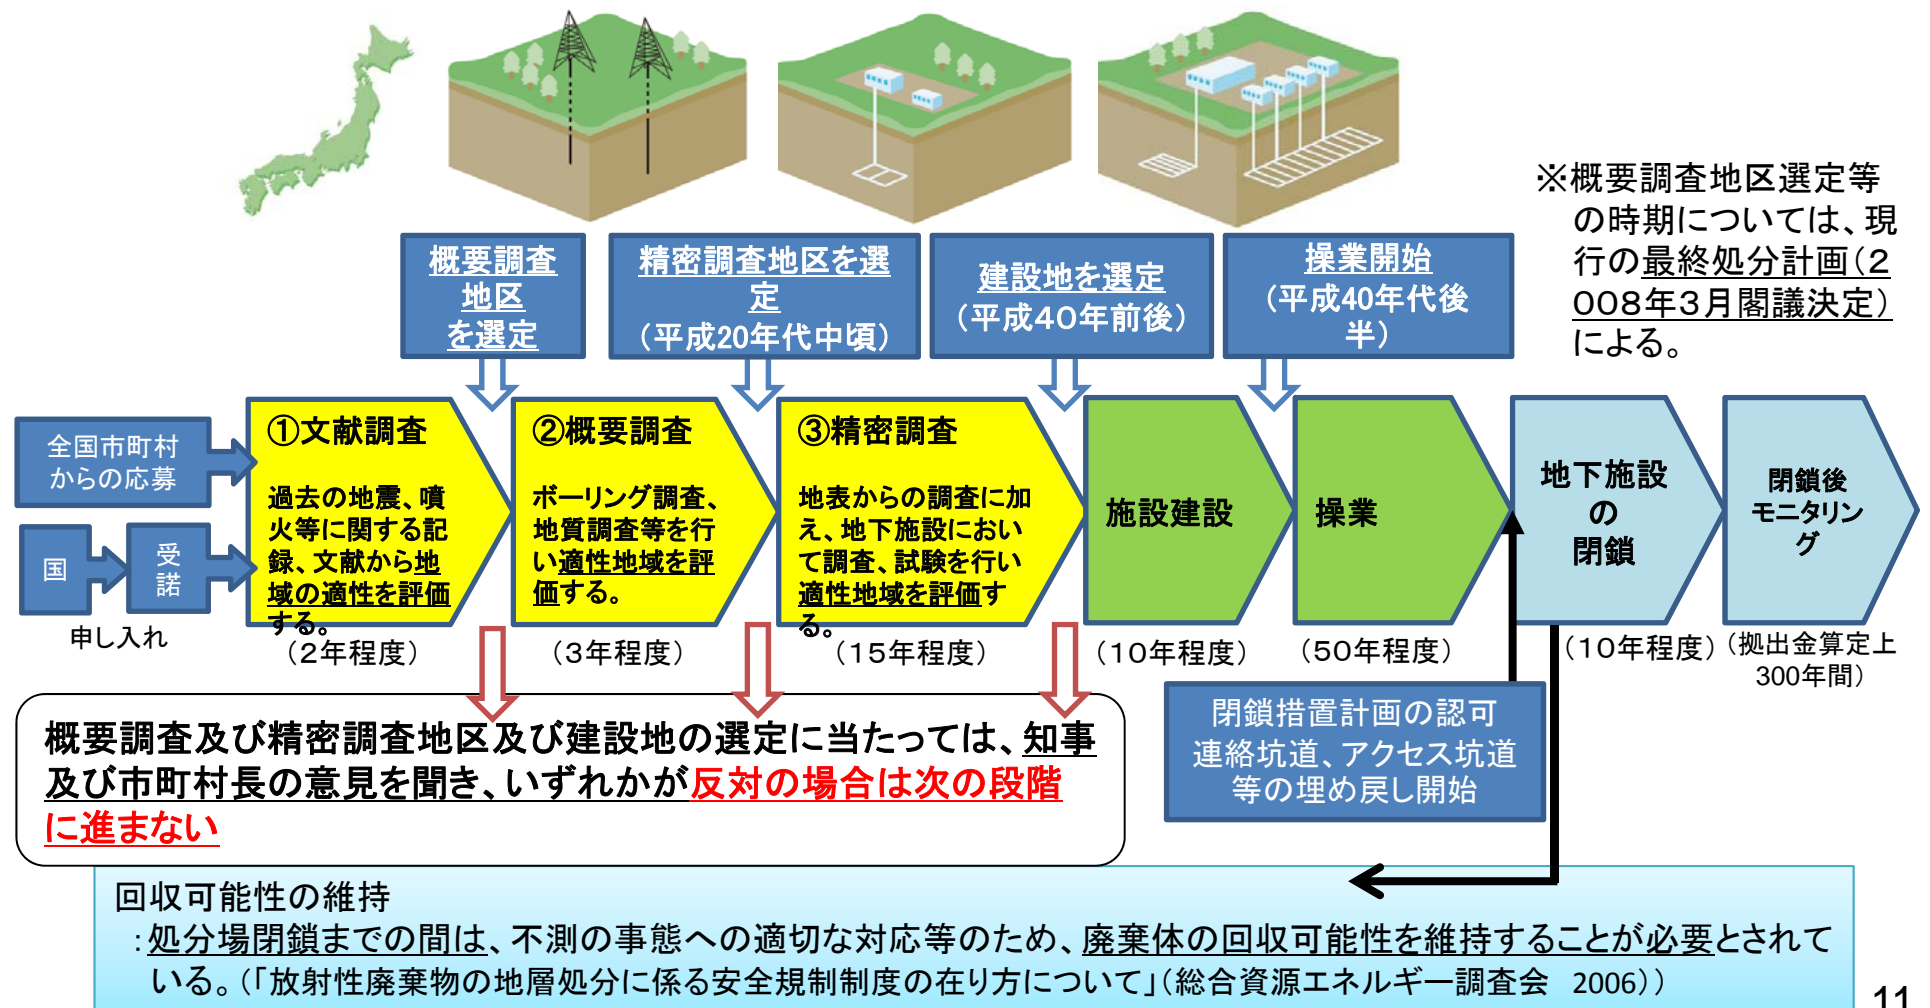 ※概要調査地区選定等
の時期については、現
行の最終処分計画(2
008年3月閣議決定)
による。
概要調査
地区
を選定
精密調査地区を選
定
(平成20年代中頃)
建設地を選定
(平成40年前後)
操業開始
(平成40年代後
半)
全国市町村
からの応募
国
受
諾
申し入れ
①文献調査
過去の地震、噴
火等に関する記
録、文献から地
域の適性を評価
する。
(2年程度)
②概要調査
ボーリング調査、
地質調査等を行
い適性地域を評
価する。
(3年程度)
③精密調査
地表からの調査に加
え、地下施設におい
て調査、試験を行い
適性地域を評価す
る。
(15年程度)
施設建設
(10年程度)
操業
(50年程度)
地下施設
の
閉鎖
(10年程度)
閉鎖後
モニタリン
グ
(拠出金算定上
300年間)
概要調査及び精密調査地区及び建設地の選定に当たっては、知事
及び市町村長の意見を聞き、いずれかが反対の場合は次の段階
に進まない
閉鎖措置計画の認可
連絡坑道、アクセス坑道
等の埋め戻し開始
回収可能性の維持
:処分場閉鎖までの間は、不測の事態への適切な対応等のため、廃棄体の回収可能性を維持することが必要とされて
いる。(「放射性廃棄物の地層処分に係る安全規制制度の在り方について」(総合資源エネルギー調査会 2006))
11